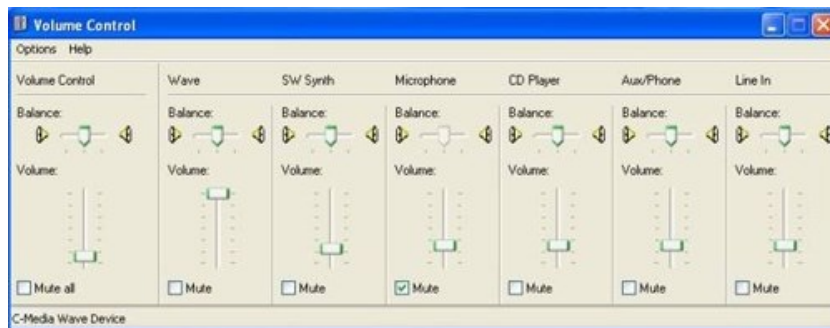 Volume Control
Options Help
Volume Control Wave SW Synth Microphone CD Player Aux/Phone Line In
Balance: Balance: Balance: Balance: Balance: Balance: Balance:
Volume: Volume: Volume: Volume: Volume: Volume: Volume:
Mute all Mute Mute Mute Mute Mute Mute
C-Media Wave Device